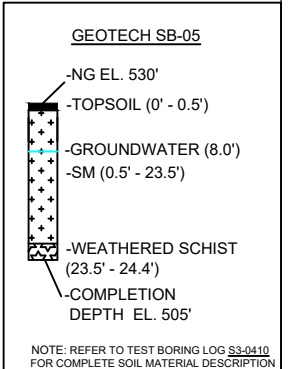 GEOTECH SB-05
-NG EL. 530'
-TOPSOIL (0' - 0.5')
-GROUNDWATER (8.0')
-SM (0.5' - 23.5')
-WEATHERED SCHIST
(23.5' - 24.4')
-COMPLETION
DEPTH EL. 505'
NOTE: REFER TO TEST BORING LOG S3-0410
FOR COMPLETE SOIL MATERIAL DESCRIPTION